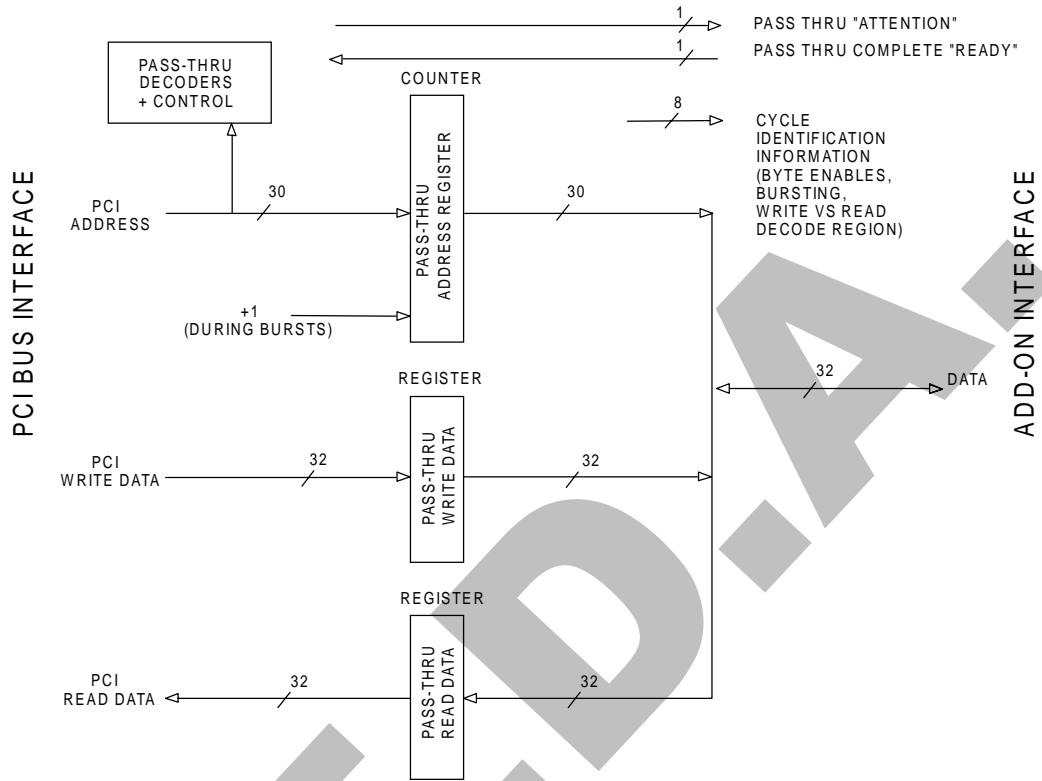 1
PASS THRU "ATTENTION"
1
PASS THRU COMPLETE "READY"
PASS-THRU
DECODERS
+ CONTROL
COUNTER
8
CYCLE
IDENTIFICATION
INFORMATION
(BYTE ENABLES,
BURSTING,
WRITE VS READ
DECODE REGION)
PCI BUS INTERFACE
PCI
ADDRESS
30
PASS-THRU
ADDRESS REGISTER
30
ADD-ON INTERFACE
+1
(DURING BURSTS)
REGISTER
32
DATA
PCI
WRITE DATA
32
PASS-THRU
WRITE DATA
32
REGISTER
PCI
READ DATA
32
PASS-THRU
READ DATA
32
D.A.